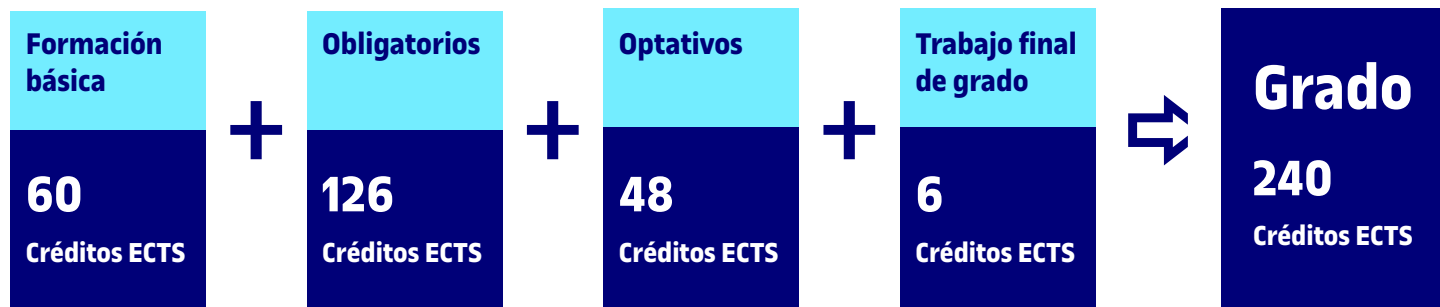 Formación
básica
60
Créditos ECTS
+
Obligatorios
126
Créditos ECTS
+
Optativos
48
Créditos ECTS
+
Trabajo final
de grado
6
Créditos ECTS
Grado
240
Créditos ECTS